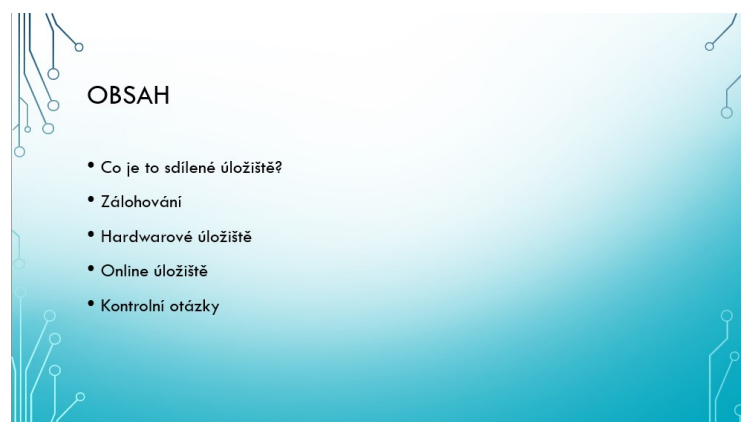 OBSAH
• Co je to sdílené úložiště?
• Zálohování
• Hardwarové úložiště
• Online úložiště
• Kontrolní otázky